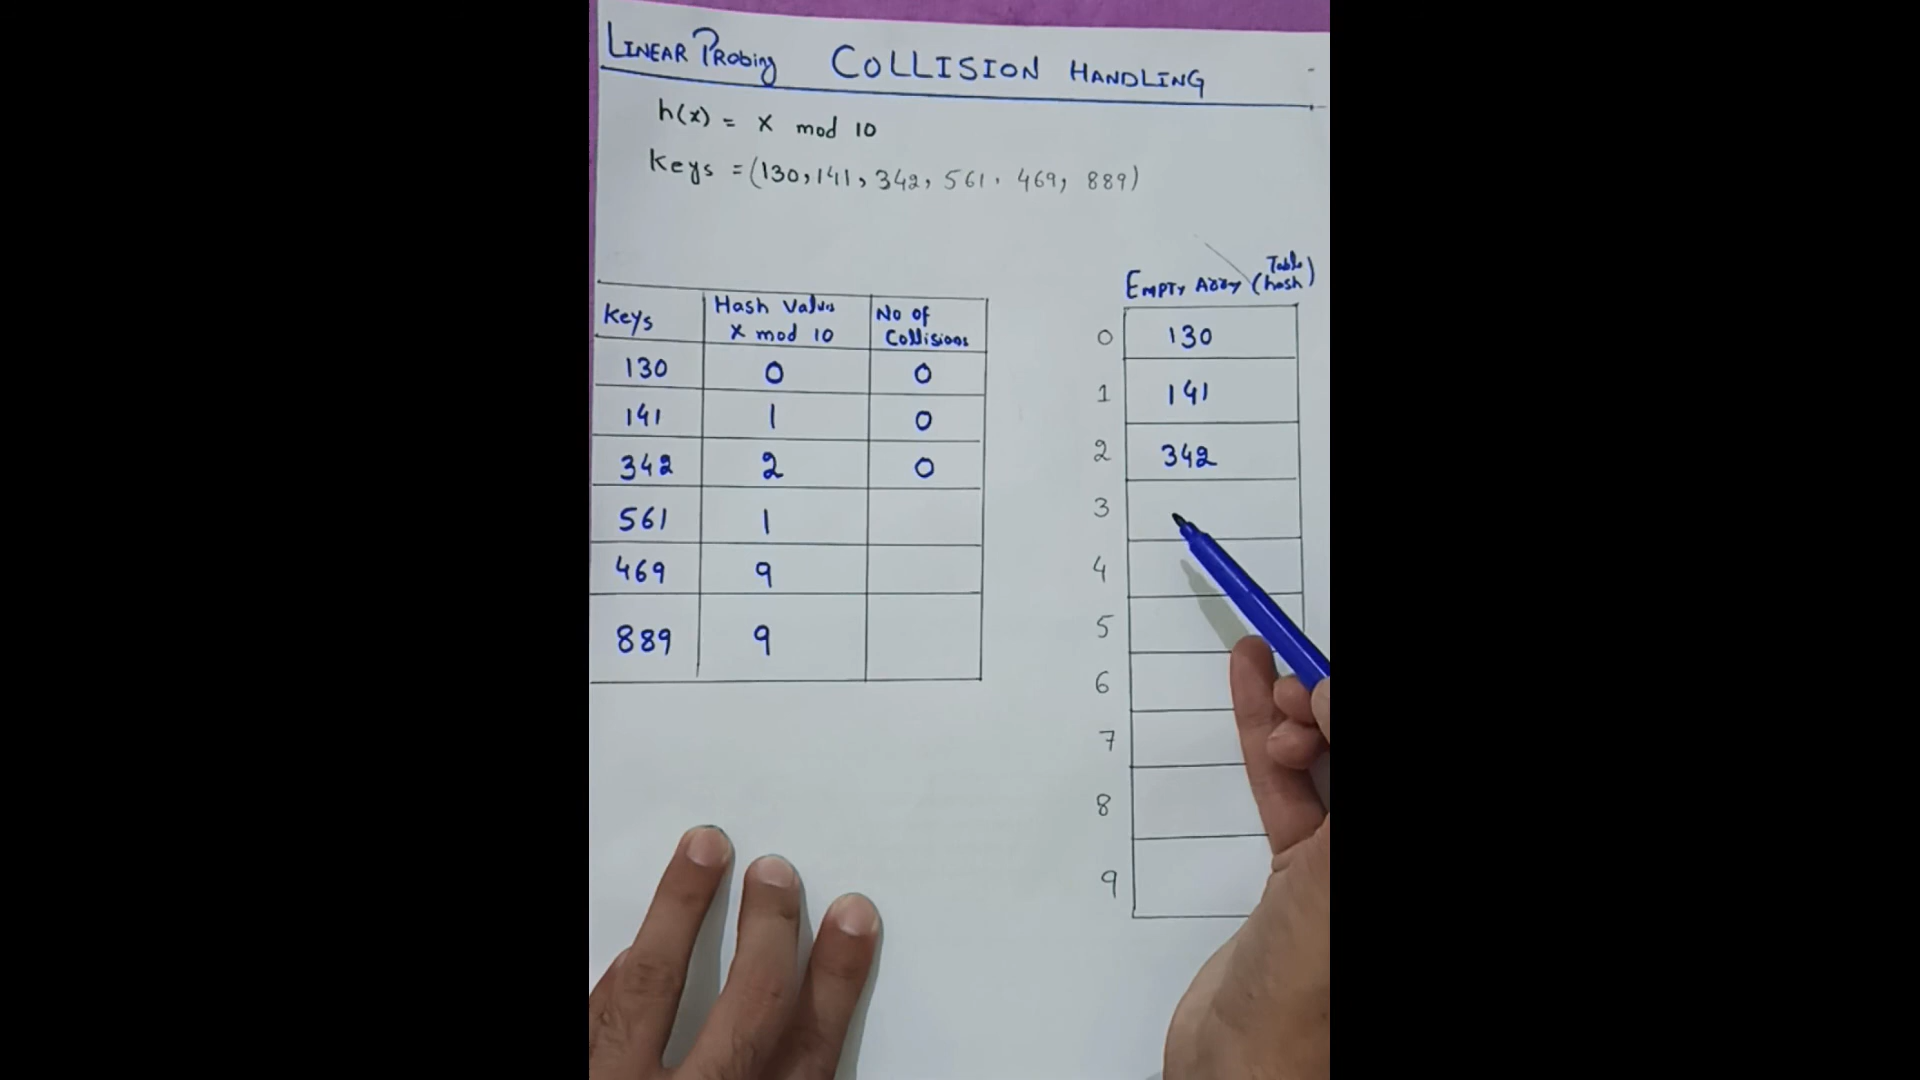 LINEAR Probing COLLISION HANDLING
h(x) = x mod 10
Keys = (130, 141, 342, 561, 469, 889)
Keys Hash Values x mod 10 No of Collisions
130 0 0
141 1 0
342 2 0
561 1
469 9
889 9
EMPTY Array (hash Table)
0 130
1 141
2 342
3
4
5
6
7
8
9